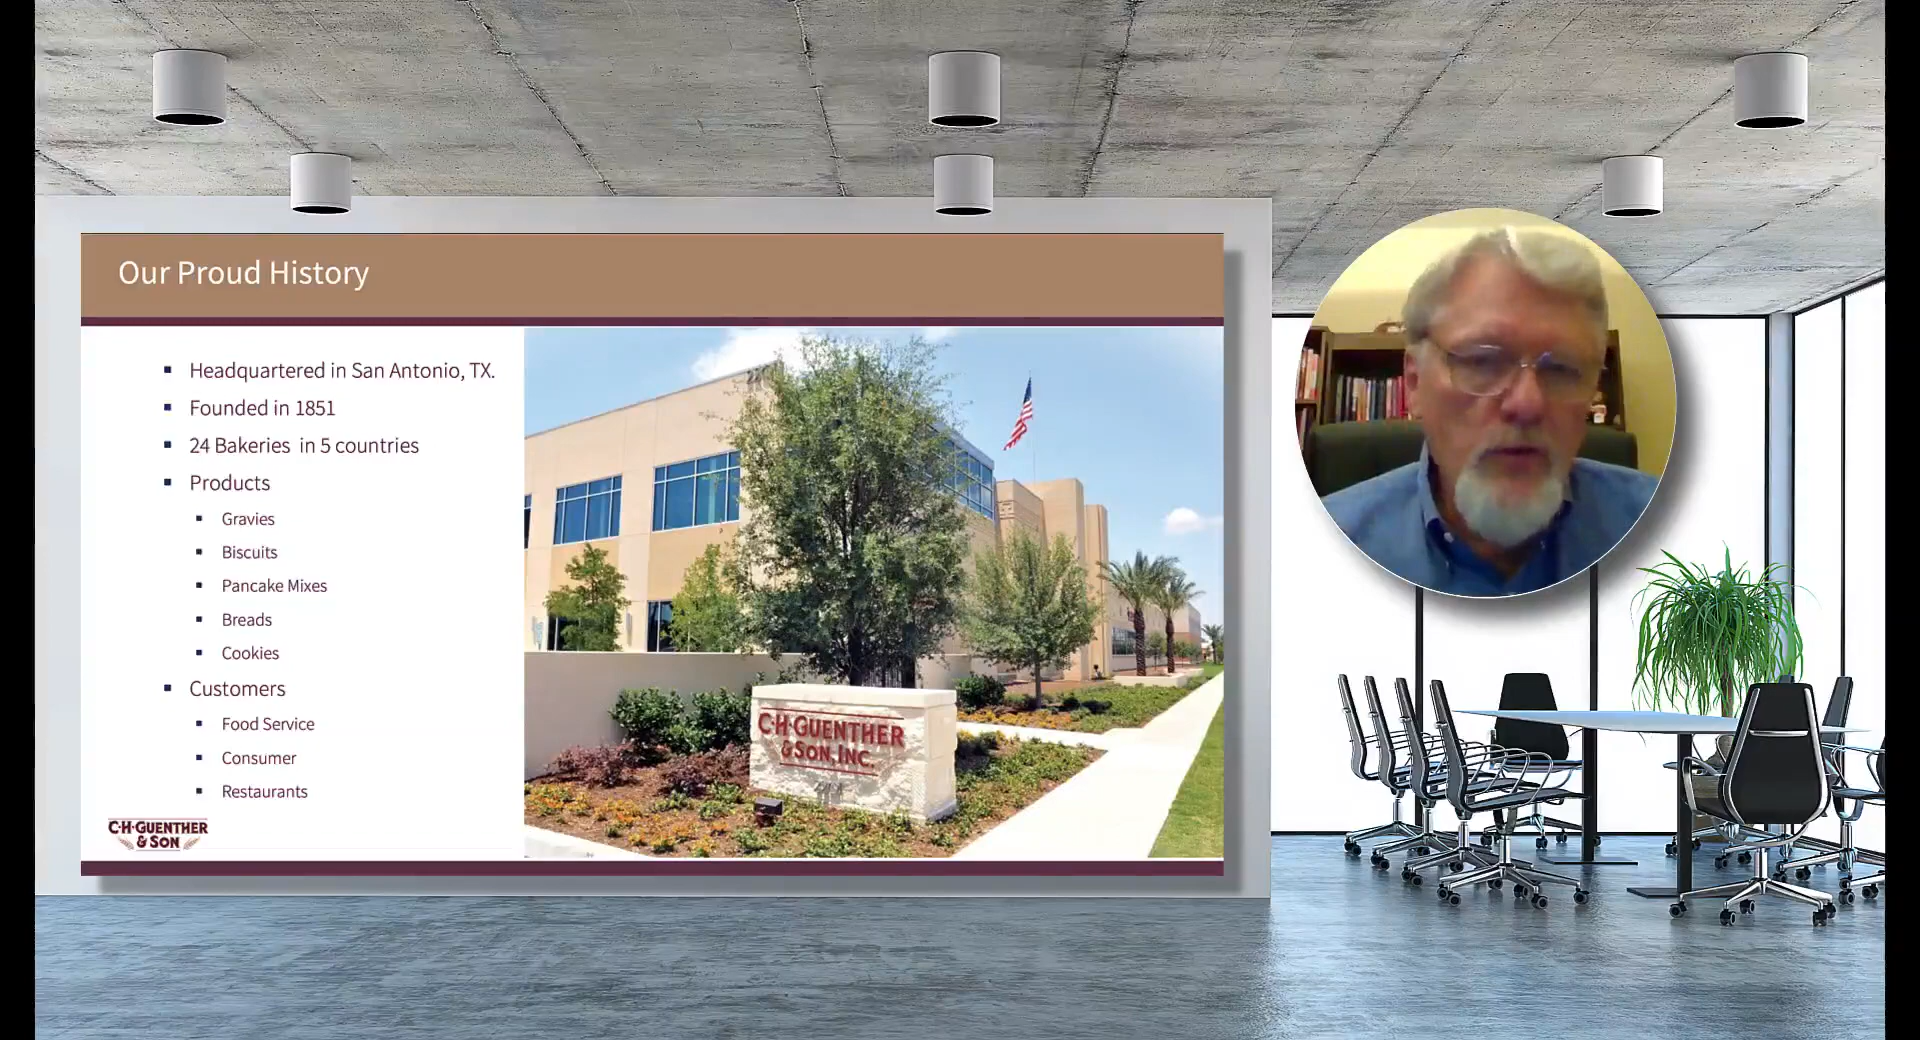 Our Proud History
Headquartered in San Antonio, TX.
Founded in 1851
24 Bakeries in 5 countries
Products
Gravies
Biscuits
Pancake Mixes
Breads
Cookies
Customers
Food Service
Consumer
Restaurants
C·H·GUENTHER
& SON
C·H·GUENTHER
& SON, INC.